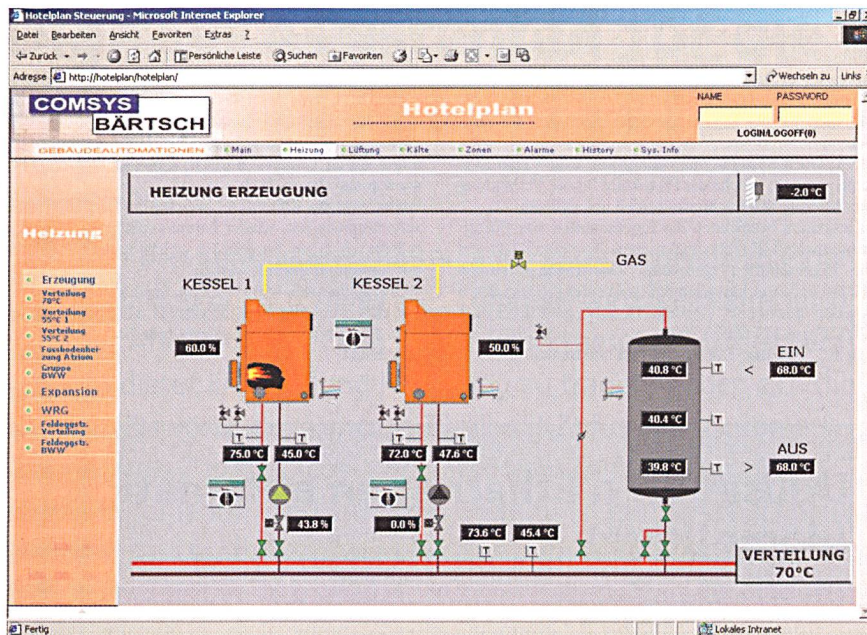 Hotelplan Steuerung - Microsoft Internet Explorer
Datei Bearbeiten Ansicht Favoriten Extras ?
Zurück Persönliche Leiste Suchen Favoriten
Adresse http://hotelplan/hotelplan/ Wechseln zu Links
COMSYS
BÄRTSCH
Hotelplan
NAME PASSWORD
LOGIN/LOGOFF(0)
GEBÄUDEAUTOMATIONEN Main Heizung Lüftung Kälte Zonen Alarme History Sys. Info
HEIZUNG ERZEUGUNG
-2.0 °C
Heizung
Erzeugung
Verteilung
70°C
Verteilung
55°C 1
Verteilung
55°C 2
Fussbodenhei-
zung Atrium
Gruppe
BWW
Expansion
WRG
Feldeggstr.
Verteilung
Feldeggstr.
BWW
GAS
KESSEL 1 KESSEL 2
60.0 % 50.0 %
EIN
40.8 °C T < 68.0 °C
40.4 °C T
AUS
39.8 °C T > 68.0 °C
T T T T
75.0 °C 45.0 °C 72.0 °C 47.6 °C
43.8 % 0.0 %
73.6 °C 45.4 °C
T T
VERTEILUNG
70°C
Fertig Lokales Intranet